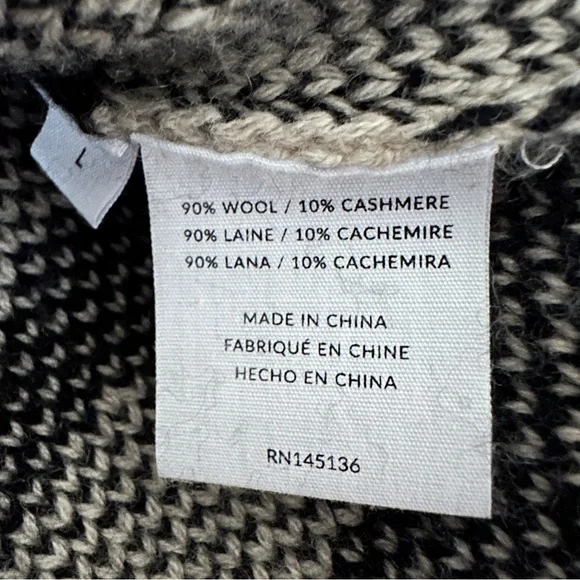 L
90% WOOL / 10% CASHMERE
90% LAINE / 10% CACHEMIRE
90% LANA / 10% CACHEMIRA
MADE IN CHINA
FABRIQUÉ EN CHINE
HECHO EN CHINA
RN145136